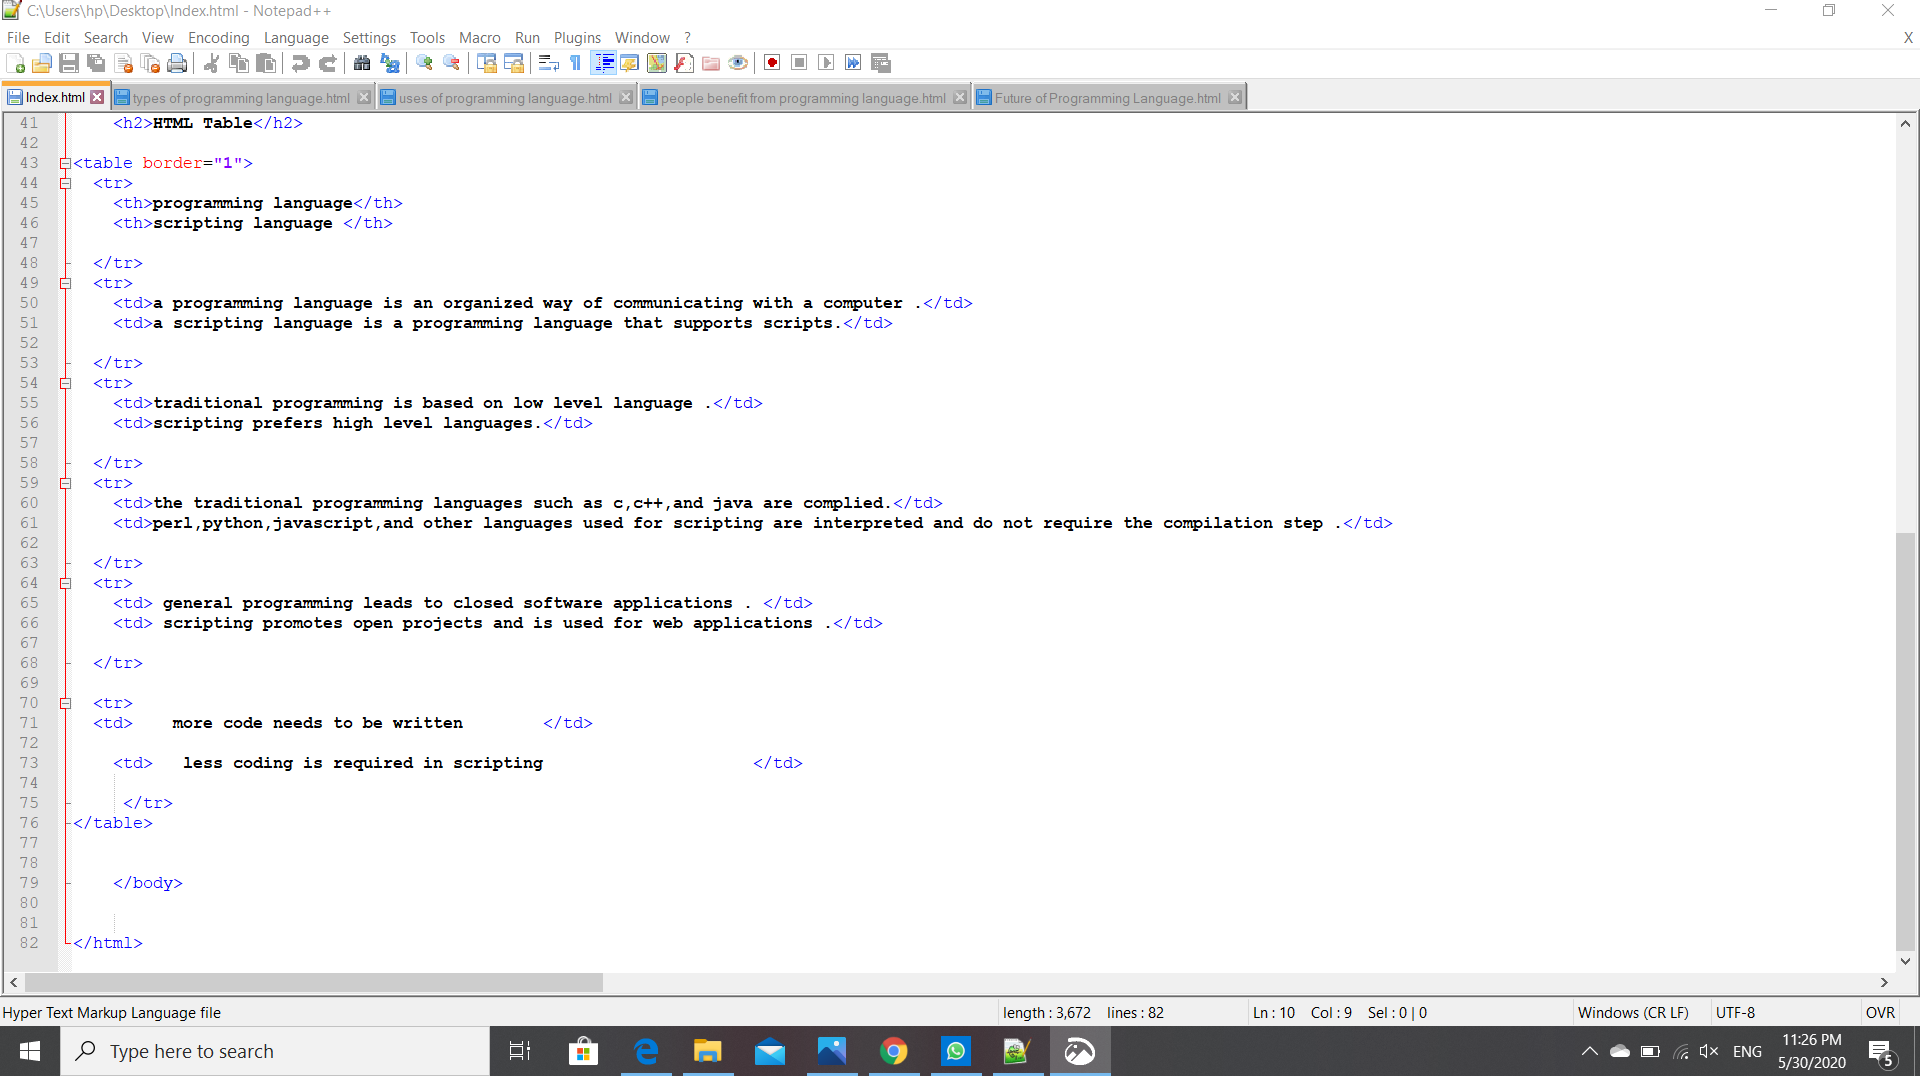 C:\Users\hp\Desktop\Index.html - Notepad++
File Edit Search View Encoding Language Settings Tools Macro Run Plugins Window ? X
Index.html types of programming language.html uses of programming language.html people benefit from programming language.html Future of Programming Language.html
41 <h2>HTML Table</h2>
42
43 <table border="1">
44 <tr>
45 <th>programming language</th>
46 <th>scripting language </th>
47
48 </tr>
49 <tr>
50 <td>a programming language is an organized way of communicating with a computer .</td>
51 <td>a scripting language is a programming language that supports scripts.</td>
52
53 </tr>
54 <tr>
55 <td>traditional programming is based on low level language .</td>
56 <td>scripting prefers high level languages.</td>
57
58 </tr>
59 <tr>
60 <td>the traditional programming languages such as c,c++,and java are complied.</td>
61 <td>perl,python,javascript,and other languages used for scripting are interpreted and do not require the compilation step .</td>
62
63 </tr>
64 <tr>
65 <td> general programming leads to closed software applications . </td>
66 <td> scripting promotes open projects and is used for web applications .</td>
67
68 </tr>
69
70 <tr>
71 <td> more code needs to be written </td>
72
73 <td> less coding is required in scripting </td>
74
75 </tr>
76 </table>
77
78
79 </body>
80
81
82 </html>
Hyper Text Markup Language file length : 3,672 lines : 82 Ln : 10 Col : 9 Sel : 0 | 0 Windows (CR LF) UTF-8 OVR
Type here to search ENG 11:26 PM
5/30/2020 5